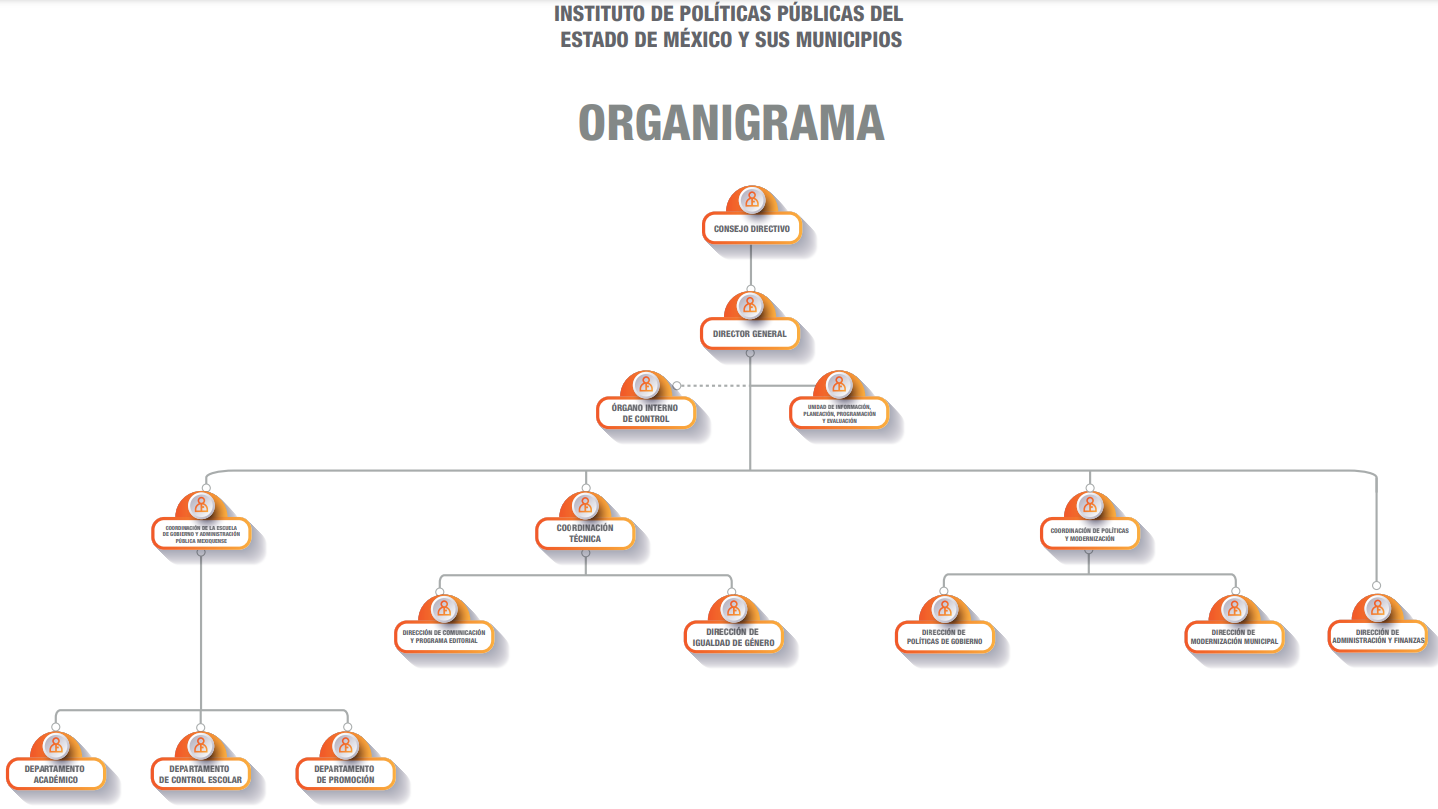 INSTITUTO DE POLÍTICAS PÚBLICAS DEL
ESTADO DE MÉXICO Y SUS MUNICIPIOS
ORGANIGRAMA
CONSEJO DIRECTIVO
DIRECTOR GENERAL
ÓRGANO INTERNO
DE CONTROL
UNIDAD DE INFORMACIÓN,
PLANEACIÓN, PROGRAMACIÓN
Y EVALUACIÓN
COORDINACIÓN DE LA ESCUELA
DE GOBIERNO Y ADMINISTRACIÓN
PÚBLICA MEXIQUENSE
COORDINACIÓN
TÉCNICA
COORDINACIÓN DE POLÍTICAS
Y MODERNIZACIÓN
DIRECCIÓN DE COMUNICACIÓN
Y PROGRAMA EDITORIAL
DIRECCIÓN DE
IGUALDAD DE GÉNERO
DIRECCIÓN DE
POLÍTICAS DE GOBIERNO
DIRECCIÓN DE
MODERNIZACIÓN MUNICIPAL
DIRECCIÓN DE
ADMINISTRACIÓN Y FINANZAS
DEPARTAMENTO
ACADÉMICO
DEPARTAMENTO
DE CONTROL ESCOLAR
DEPARTAMENTO
DE PROMOCIÓN